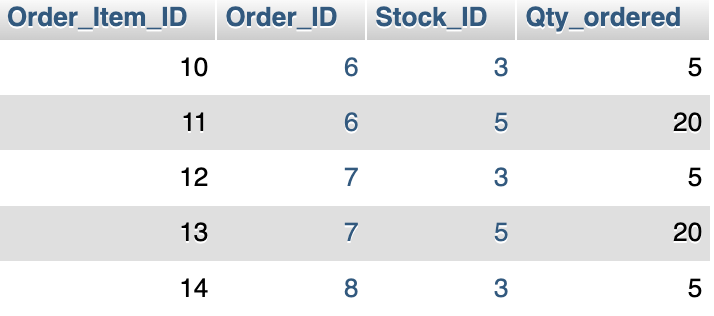 Order_Item_ID Order_ID Stock_ID Qty_ordered
10 6 3 5
11 6 5 20
12 7 3 5
13 7 5 20
14 8 3 5